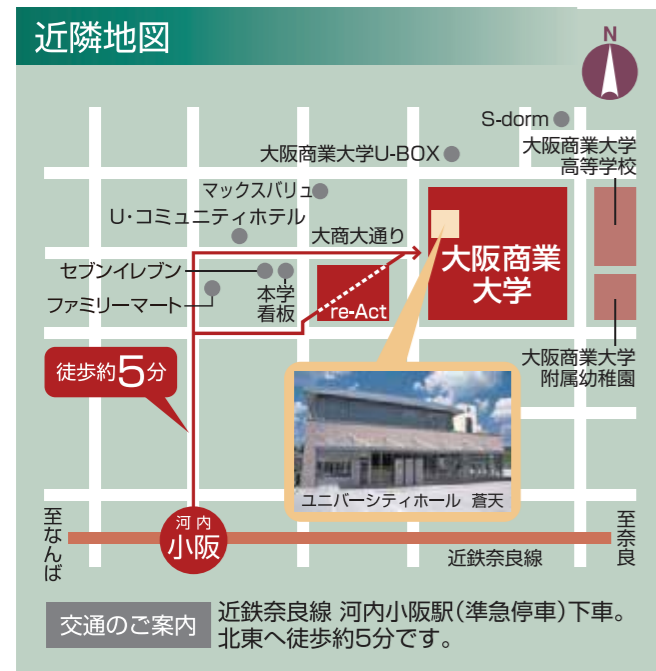 近隣地図
N
S-dorm
大阪商業大学U-BOX
大阪商業大学
高等学校
マックスバリュ
U・コミュニティホテル
大商大通り
セブンイレブン
ファミリーマート
本学
看板
re-Act
大阪商業
大学
大阪商業大学
附属幼稚園
徒歩約5分
ユニバーシティホール 蒼天
至なんば
河内
小阪
近鉄奈良線
至奈良
交通のご案内
近鉄奈良線 河内小阪駅(準急停車)下車。
北東へ徒歩約5分です。